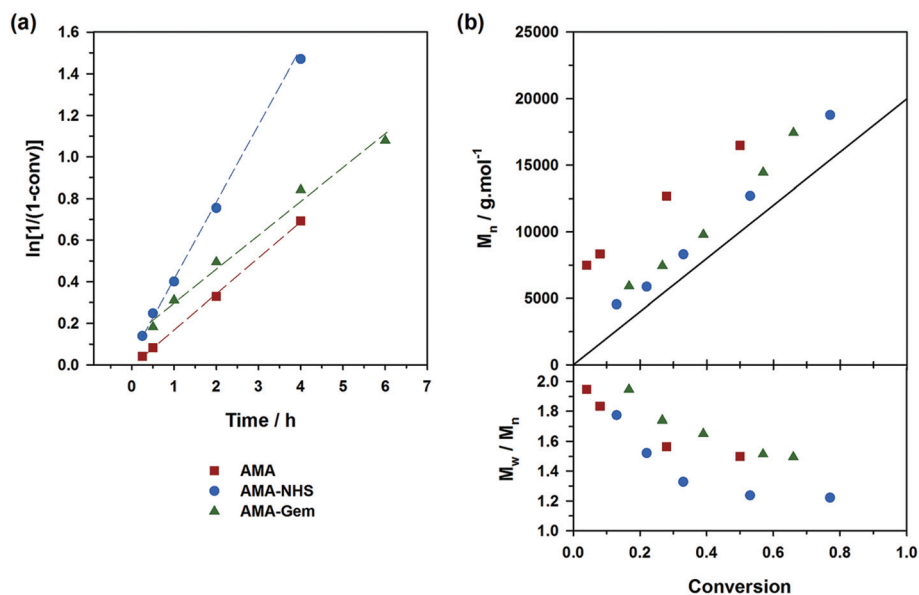 (a)
1.6
1.4
1.2
1.0
0.8
0.6
0.4
0.2
0.0
ln[1/(1-conv)]
0 1 2 3 4 5 6 7
Time / h
AMA
AMA-NHS
AMA-Gem
(b)
25000
20000
15000
10000
5000
0
Mn / g.mol-1
2.0
1.8
1.6
1.4
1.2
1.0
Mw / Mn
0.0 0.2 0.4 0.6 0.8 1.0
Conversion